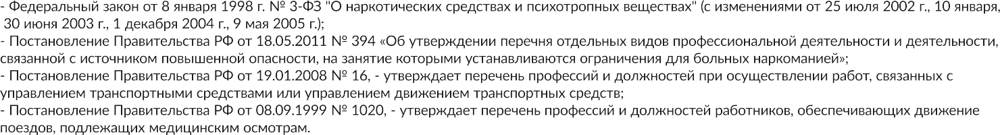 - Федеральный закон от 8 января 1998 г. № 3-ФЗ "О наркотических средствах и психотропных веществах" (с изменениями от 25 июля 2002 г., 10 января,
30 июня 2003 г., 1 декабря 2004 г., 9 мая 2005 г.);
- Постановление Правительства РФ от 18.05.2011 № 394 «Об утверждении перечня отдельных видов профессиональной деятельности и деятельности,
связанной с источником повышенной опасности, на занятие которыми устанавливаются ограничения для больных наркоманией»;
- Постановление Правительства РФ от 19.01.2008 № 16, - утверждает перечень профессий и должностей при осуществлении работ, связанных с
управлением транспортными средствами или управлением движением транспортных средств;
- Постановление Правительства РФ от 08.09.1999 № 1020, - утверждает перечень профессий и должностей работников, обеспечивающих движение
поездов, подлежащих медицинским осмотрам.